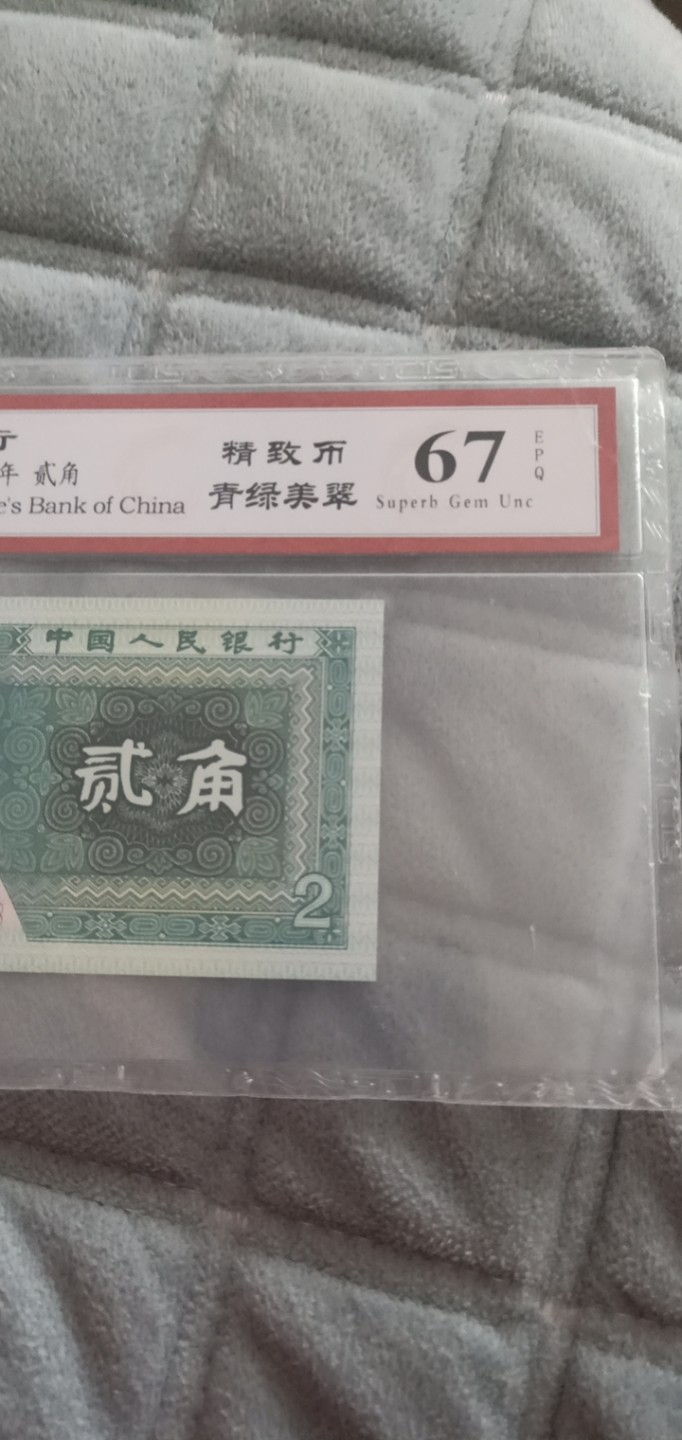 行
年 贰角
e's Bank of China
精致币
青绿美翠
67
EPQ
Superb Gem Unc
中国人民银行
贰角
2